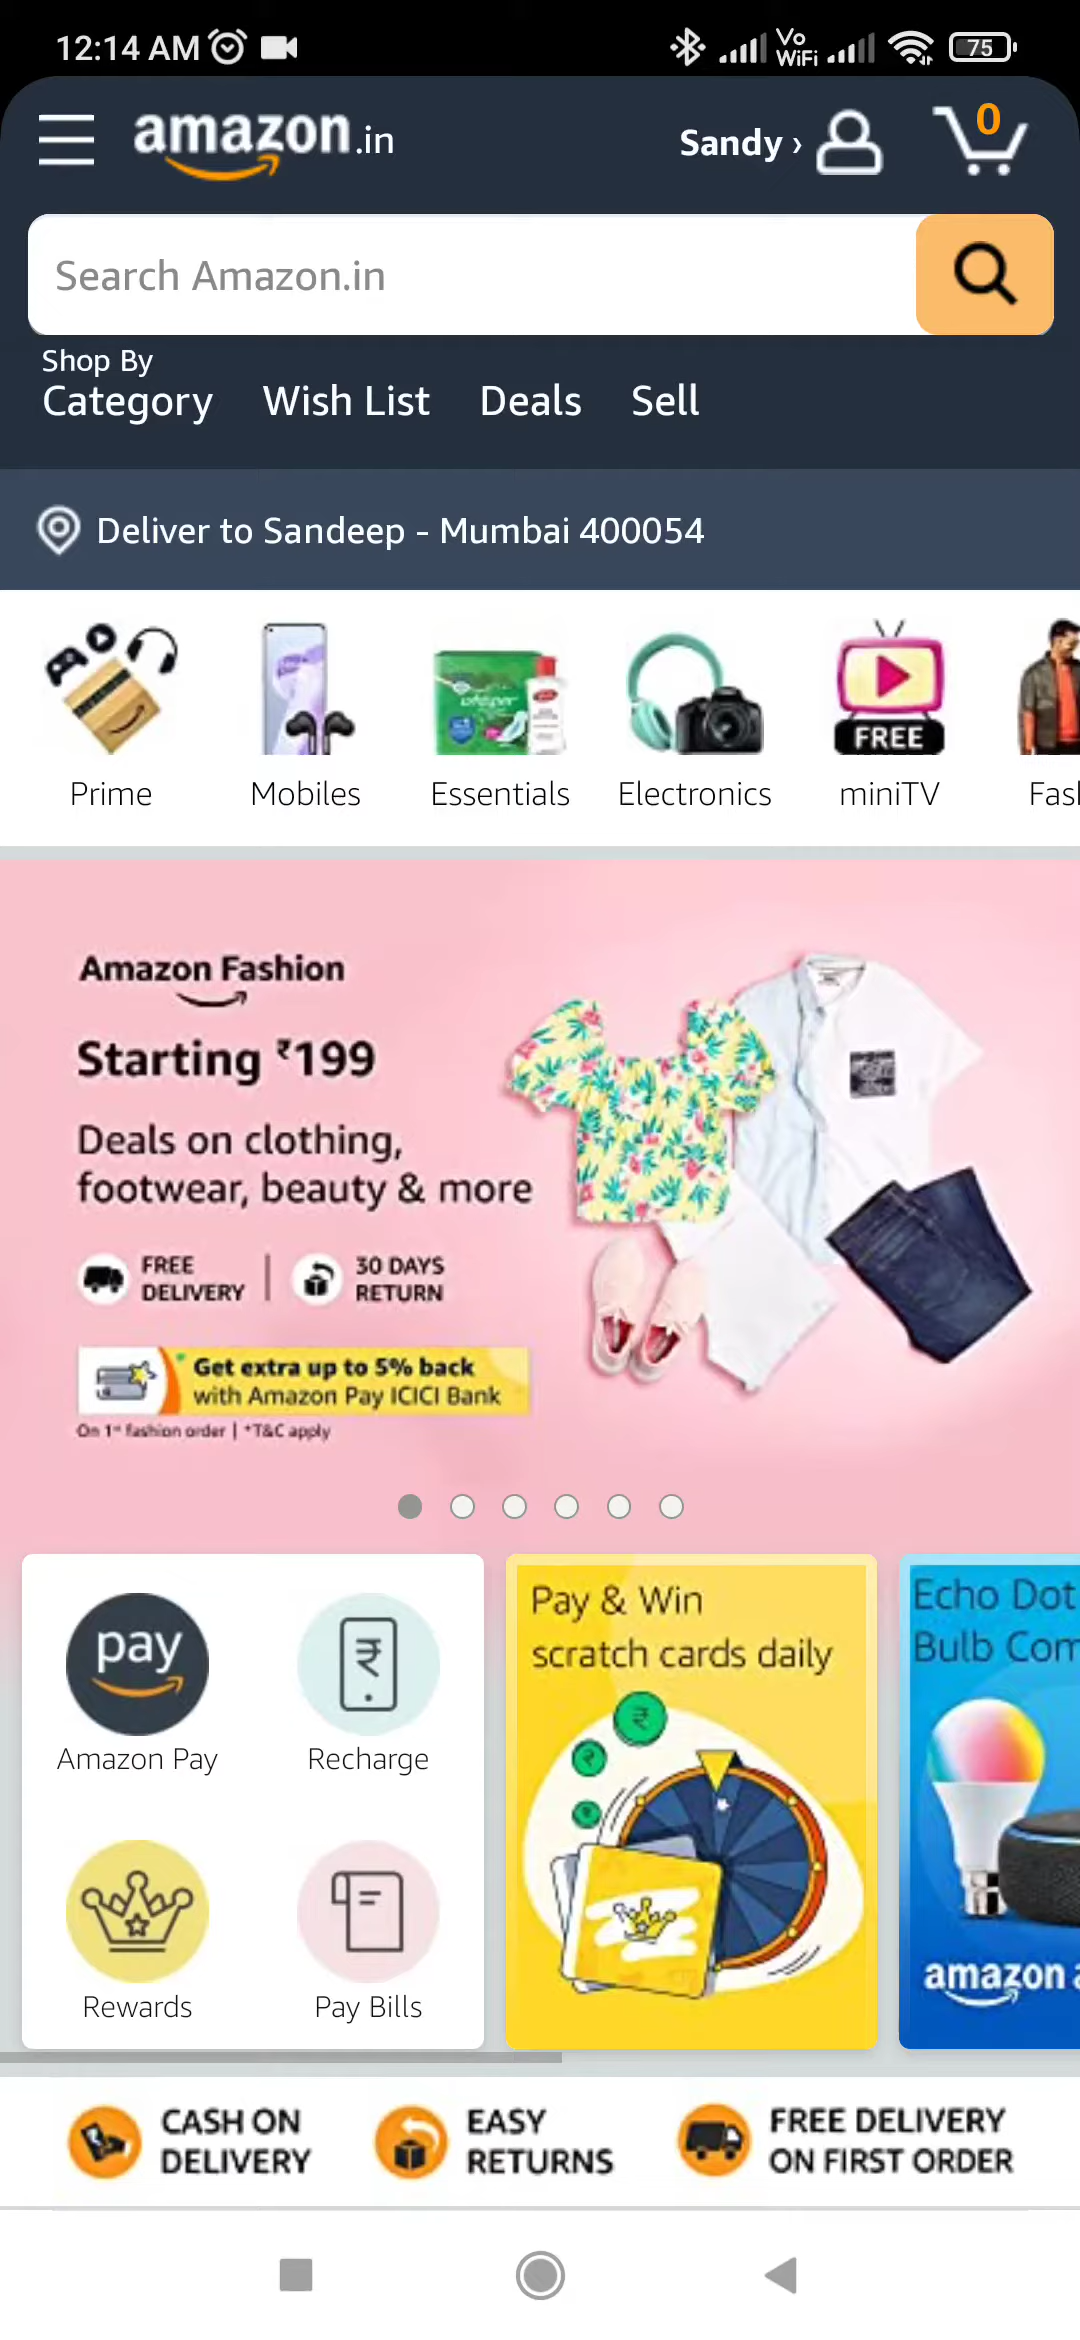 12:14 AM
Vo
WiFi
75
amazon.in
Sandy ›
0
Search Amazon.in
Shop By
Category
Wish List
Deals
Sell
Deliver to Sandeep - Mumbai 400054
whisper
FREE
Prime
Mobiles
Essentials
Electronics
miniTV
Fas
Amazon Fashion
Starting ₹199
Deals on clothing,
footwear, beauty & more
FREE
DELIVERY
30 DAYS
RETURN
Get extra up to 5% back
with Amazon Pay ICICI Bank
On 1st fashion order | *T&C apply
pay
Amazon Pay
Recharge
Rewards
Pay Bills
Pay & Win
scratch cards daily
Echo Dot
Bulb Com
amazon a
CASH ON
DELIVERY
EASY
RETURNS
FREE DELIVERY
ON FIRST ORDER